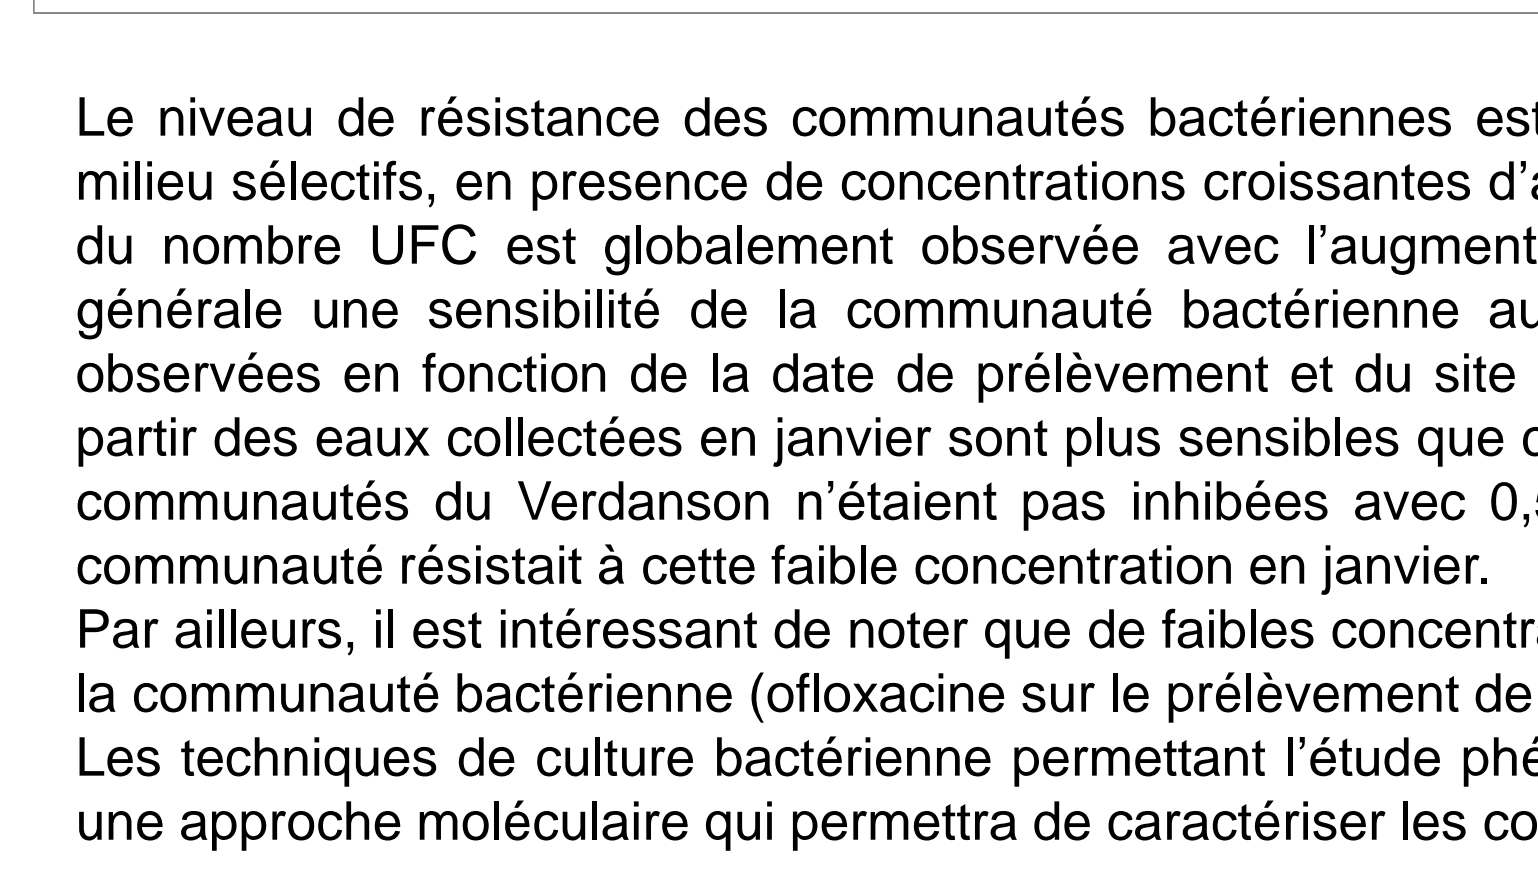 Le niveau de résistance des communautés bactériennes est
milieu sélectifs, en presence de concentrations croissantes d’a
du nombre UFC est globalement observée avec l’augment
générale une sensibilité de la communauté bactérienne au
observées en fonction de la date de prélèvement et du site
partir des eaux collectées en janvier sont plus sensibles que c
communautés du Verdanson n’étaient pas inhibées avec 0,5
communauté résistait à cette faible concentration en janvier.
Par ailleurs, il est intéressant de noter que de faibles concentra
la communauté bactérienne (ofloxacine sur le prélèvement de
Les techniques de culture bactérienne permettant l’étude phé
une approche moléculaire qui permettra de caractériser les co